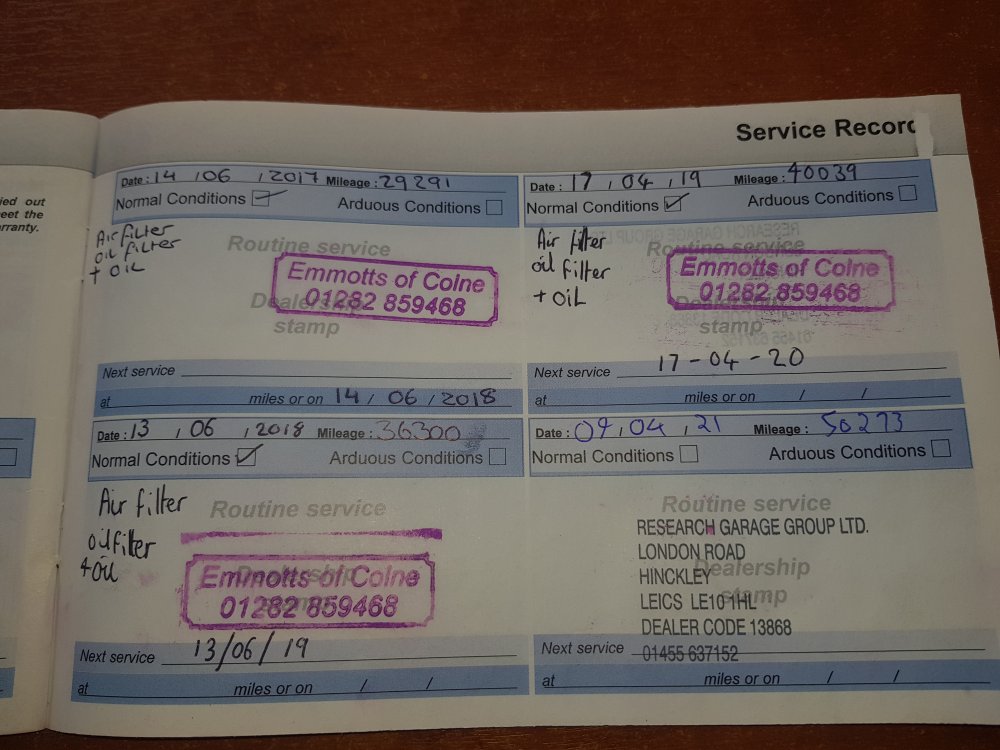 Service Record
ied out
eet the
rranty.
Date : 14 / 06 / 2017 Mileage : 29291
Normal Conditions ☑ Arduous Conditions ☐
Air filter
oil filter
+ OIL
Routine service
Dealership
stamp
Emmotts of Colne
01282 859468
Next service
at miles or on 14 / 06 / 2018
Date : 17 / 04 / 19 Mileage : 40039
Normal Conditions ☑ Arduous Conditions ☐
Air filter
oil filter
+ OIL
Routine service
Dealership
stamp
Emmotts of Colne
01282 859468
Next service 17-04-20
at miles or on / /
Date : 13 / 06 / 2018 Mileage : 36300
Normal Conditions ☑ Arduous Conditions ☐
Air filter
oil filter
+ oil
Routine service
Dealership
stamp
Emmotts of Colne
01282 859468
Next service 13/06/19
at miles or on / /
Date : 09 / 04 / 21 Mileage : 50273
Normal Conditions ☐ Arduous Conditions ☐
Routine service
Dealership
stamp
RESEARCH GARAGE GROUP LTD.
LONDON ROAD
HINCKLEY
LEICS LE10 1HL
DEALER CODE 13868
01455 637152
Next service
at miles or on / /